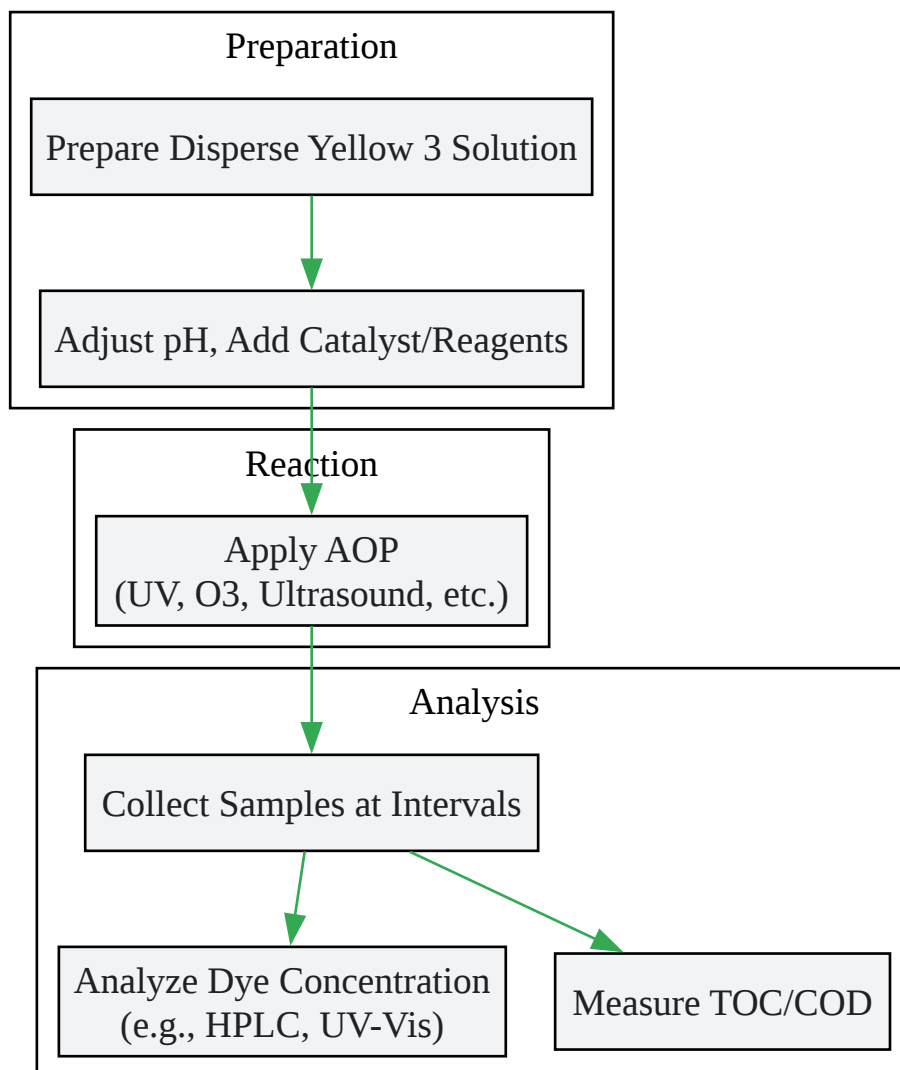 Preparation
Prepare Disperse Yellow 3 Solution
Adjust pH, Add Catalyst/Reagents
Reaction
Apply AOP
(UV, O3, Ultrasound, etc.)
Analysis
Collect Samples at Intervals
Analyze Dye Concentration
(e.g., HPLC, UV-Vis)
Measure TOC/COD